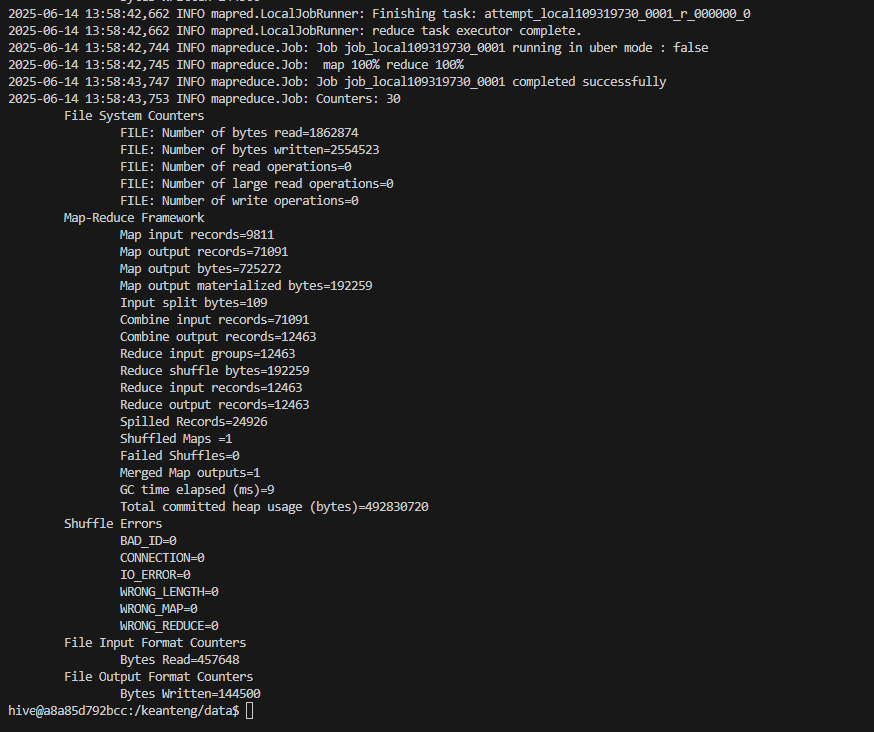 2025-06-14 13:58:42,662 INFO mapred.LocalJobRunner: Finishing task: attempt_local109319730_0001_r_000000_0
2025-06-14 13:58:42,662 INFO mapred.LocalJobRunner: reduce task executor complete.
2025-06-14 13:58:42,744 INFO mapreduce.Job: Job job_local109319730_0001 running in uber mode : false
2025-06-14 13:58:42,745 INFO mapreduce.Job:  map 100% reduce 100%
2025-06-14 13:58:43,747 INFO mapreduce.Job: Job job_local109319730_0001 completed successfully
2025-06-14 13:58:43,753 INFO mapreduce.Job: Counters: 30
File System Counters
FILE: Number of bytes read=1862874
FILE: Number of bytes written=2554523
FILE: Number of read operations=0
FILE: Number of large read operations=0
FILE: Number of write operations=0
Map-Reduce Framework
Map input records=9811
Map output records=71091
Map output bytes=725272
Map output materialized bytes=192259
Input split bytes=109
Combine input records=71091
Combine output records=12463
Reduce input groups=12463
Reduce shuffle bytes=192259
Reduce input records=12463
Reduce output records=12463
Spilled Records=24926
Shuffled Maps =1
Failed Shuffles=0
Merged Map outputs=1
GC time elapsed (ms)=9
Total committed heap usage (bytes)=492830720
Shuffle Errors
BAD_ID=0
CONNECTION=0
IO_ERROR=0
WRONG_LENGTH=0
WRONG_MAP=0
WRONG_REDUCE=0
File Input Format Counters
Bytes Read=457648
File Output Format Counters
Bytes Written=144500
hive@a8a85d792bcc:/keanteng/data$